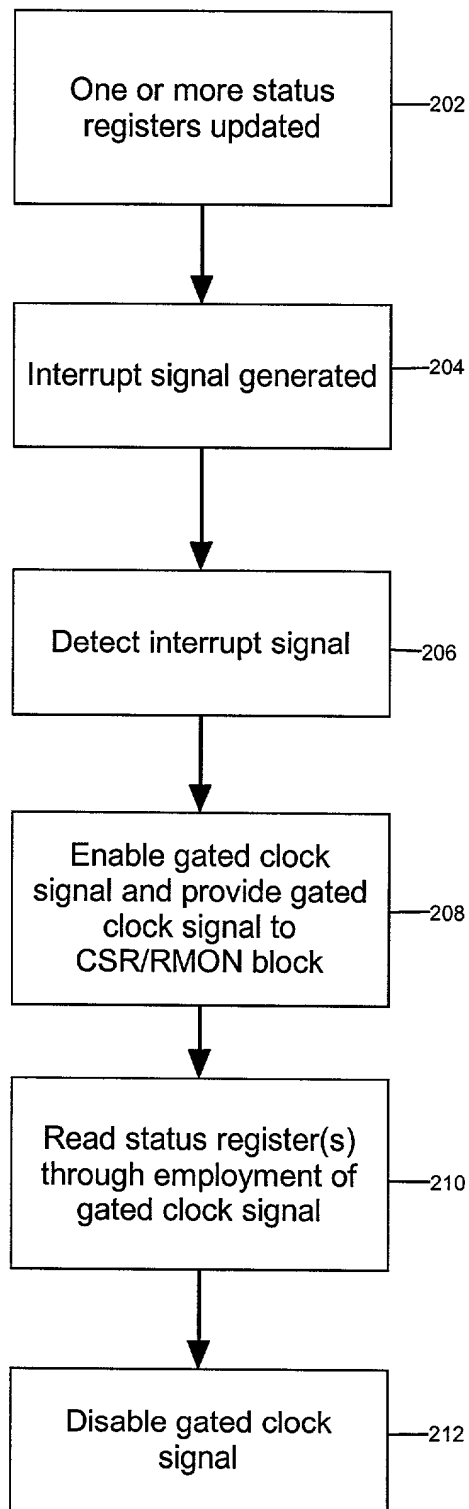 One or more status
registers updated
202
Interrupt signal generated
204
Detect interrupt signal
206
Enable gated clock
signal and provide gated
clock signal to
CSR/RMON block
208
Read status register(s)
through employment of
gated clock signal
210
Disable gated clock
signal
212